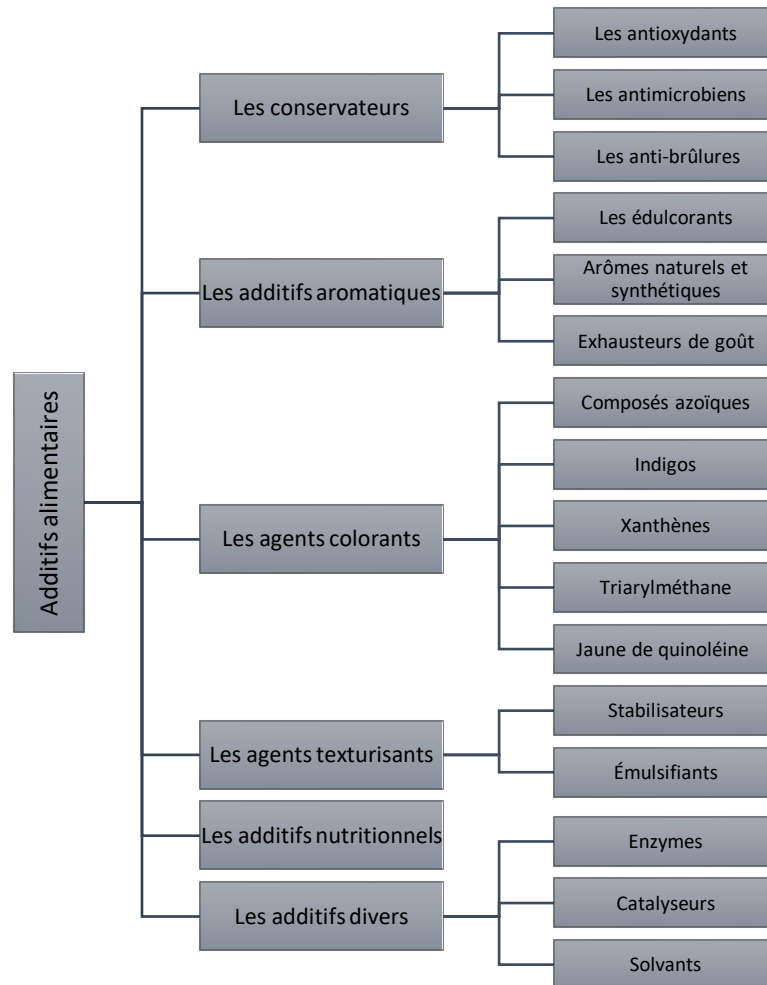 Additifs alimentaires
Les conservateurs
Les antioxydants
Les antimicrobiens
Les anti-brûlures
Les additifs aromatiques
Les édulcorants
Arômes naturels et
synthétiques
Exhausteurs de goût
Les agents colorants
Composés azoïques
Indigos
Xanthènes
Triarylméthane
Jaune de quinoléine
Les agents texturisants
Stabilisateurs
Émulsifiants
Les additifs nutritionnels
Les additifs divers
Enzymes
Catalyseurs
Solvants